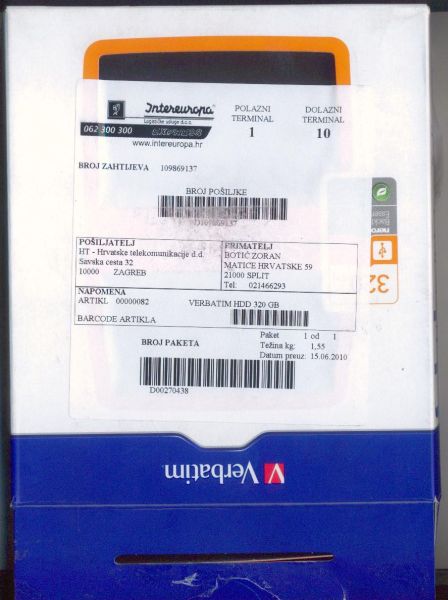 Intereuropa
Logističke usluge d.o.o.
062 300 300
www.intereuropa.hr
POLAZNI TERMINAL
1
DOLAZNI TERMINAL
10
BROJ ZAHTIJEVA 109869137
BROJ POŠILJKE
POŠILJATELJ
HT - Hrvatske telekomunikacije d.d.
Savska cesta 32
10000 ZAGREB
PRIMATELJ
BOTIĆ ZORAN
MATICE HRVATSKE 59
21000 SPLIT
Tel: 021466293
NAPOMENA
ARTIKL 00000082 VERBATIM HDD 320 GB
BARCODE ARTIKLA
BROJ PAKETA
Paket 1 od 1
Težina kg: 1,55
Datum preuz: 15.06.2010
D00270438
nero
32
Verbatim